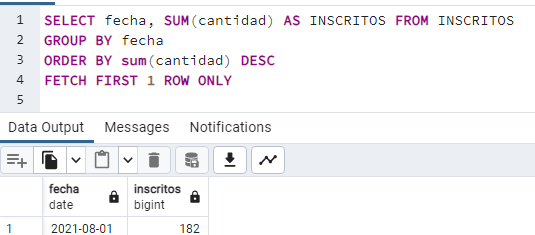 1 SELECT fecha, SUM(cantidad) AS INSCRITOS FROM INSCRITOS
2 GROUP BY fecha
3 ORDER BY sum(cantidad) DESC
4 FETCH FIRST 1 ROW ONLY
5
Data Output Messages Notifications
fecha inscritos
date bigint
1 2021-08-01 182